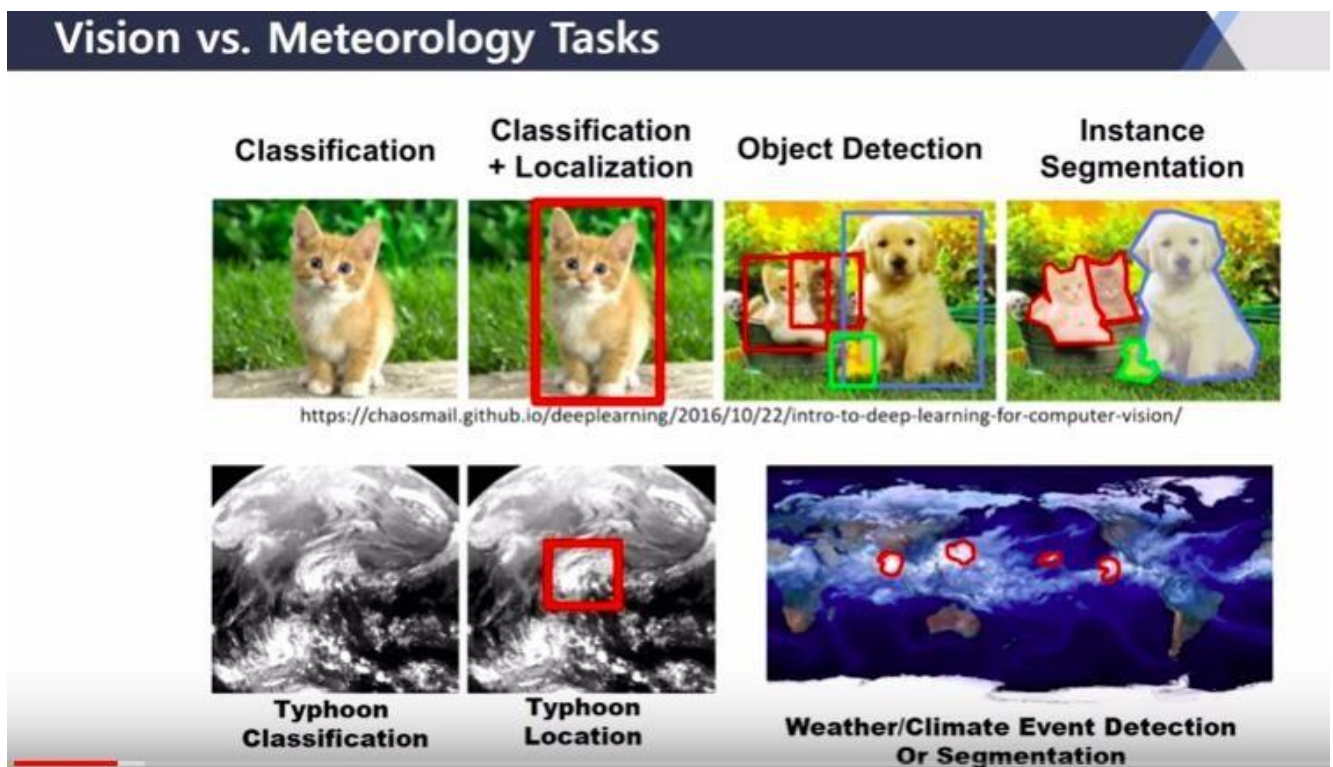 Vision vs. Meteorology Tasks
Classification
Classification
+ Localization
Object Detection
Instance
Segmentation
https://chaosmail.github.io/deeplearning/2016/10/22/intro-to-deep-learning-for-computer-vision/
Typhoon
Classification
Typhoon
Location
Weather/Climate Event Detection
Or Segmentation